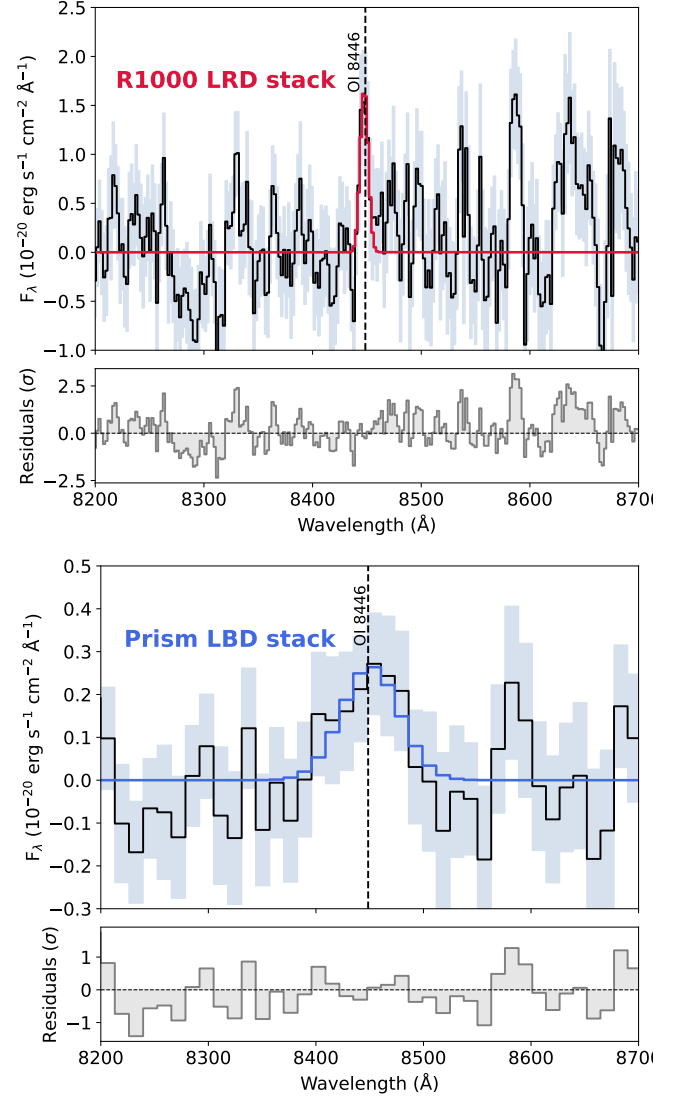 2.5
2.0
1.5
1.0
0.5
0.0
−0.5
−1.0
F_λ (10⁻²⁰ erg s⁻¹ cm⁻² Å⁻¹)
R1000 LRD stack
OI 8446
2.5
0.0
−2.5
Residuals (σ)
8200 8300 8400 8500 8600 8700
Wavelength (Å)
0.5
0.4
0.3
0.2
0.1
0.0
−0.1
−0.2
−0.3
F_λ (10⁻²⁰ erg s⁻¹ cm⁻² Å⁻¹)
Prism LBD stack
OI 8446
1
0
−1
Residuals (σ)
8200 8300 8400 8500 8600 8700
Wavelength (Å)